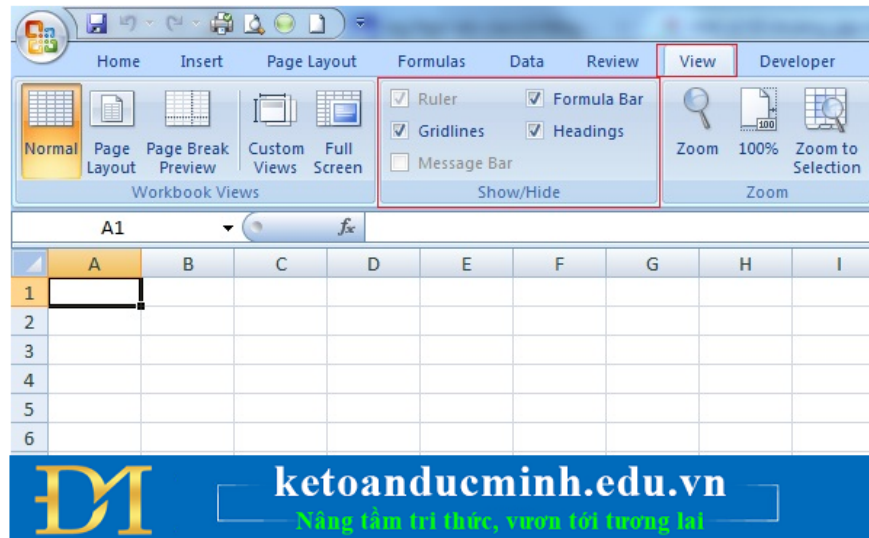 Home Insert Page Layout Formulas Data Review View Developer
Normal Page Layout Page Break Preview Custom Views Full Screen
Workbook Views
Ruler Formula Bar
Gridlines Headings
Message Bar
Show/Hide
Zoom 100% Zoom to Selection
100
Zoom
A1 fx
A B C D E F G H I
1
2
3
4
5
6
ĐM
ketoanducminh.edu.vn
Nâng tầm tri thức, vươn tới tương lai